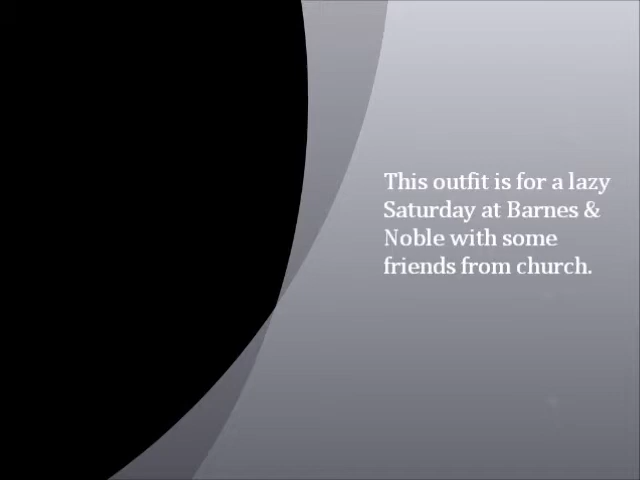 This outfit is for a lazy
Saturday at Barnes &
Noble with some
friends from church.